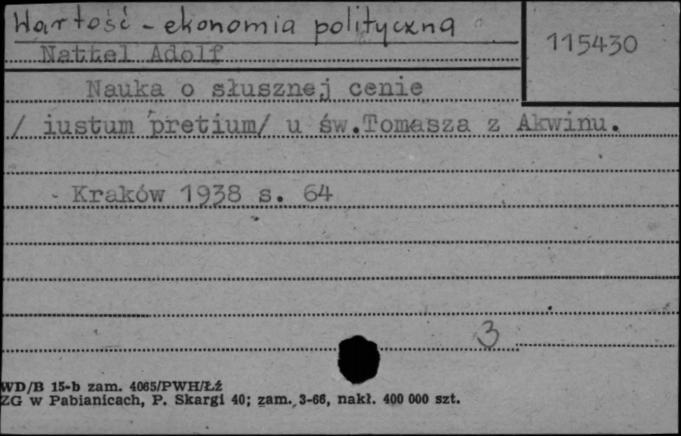 Wartość - ekonomia polityczna
115430
Nattel Adolf
Nauka o słusznej cenie
/ iustum pretium/ u św.Tomasza z Akwinu.
- Kraków 1938 s. 64
3
WD/B 15-b zam. 4065/PWH/Łź
ZG w Pabianicach, P. Skargi 40; zam. 3-66, nakł. 400 000 szt.